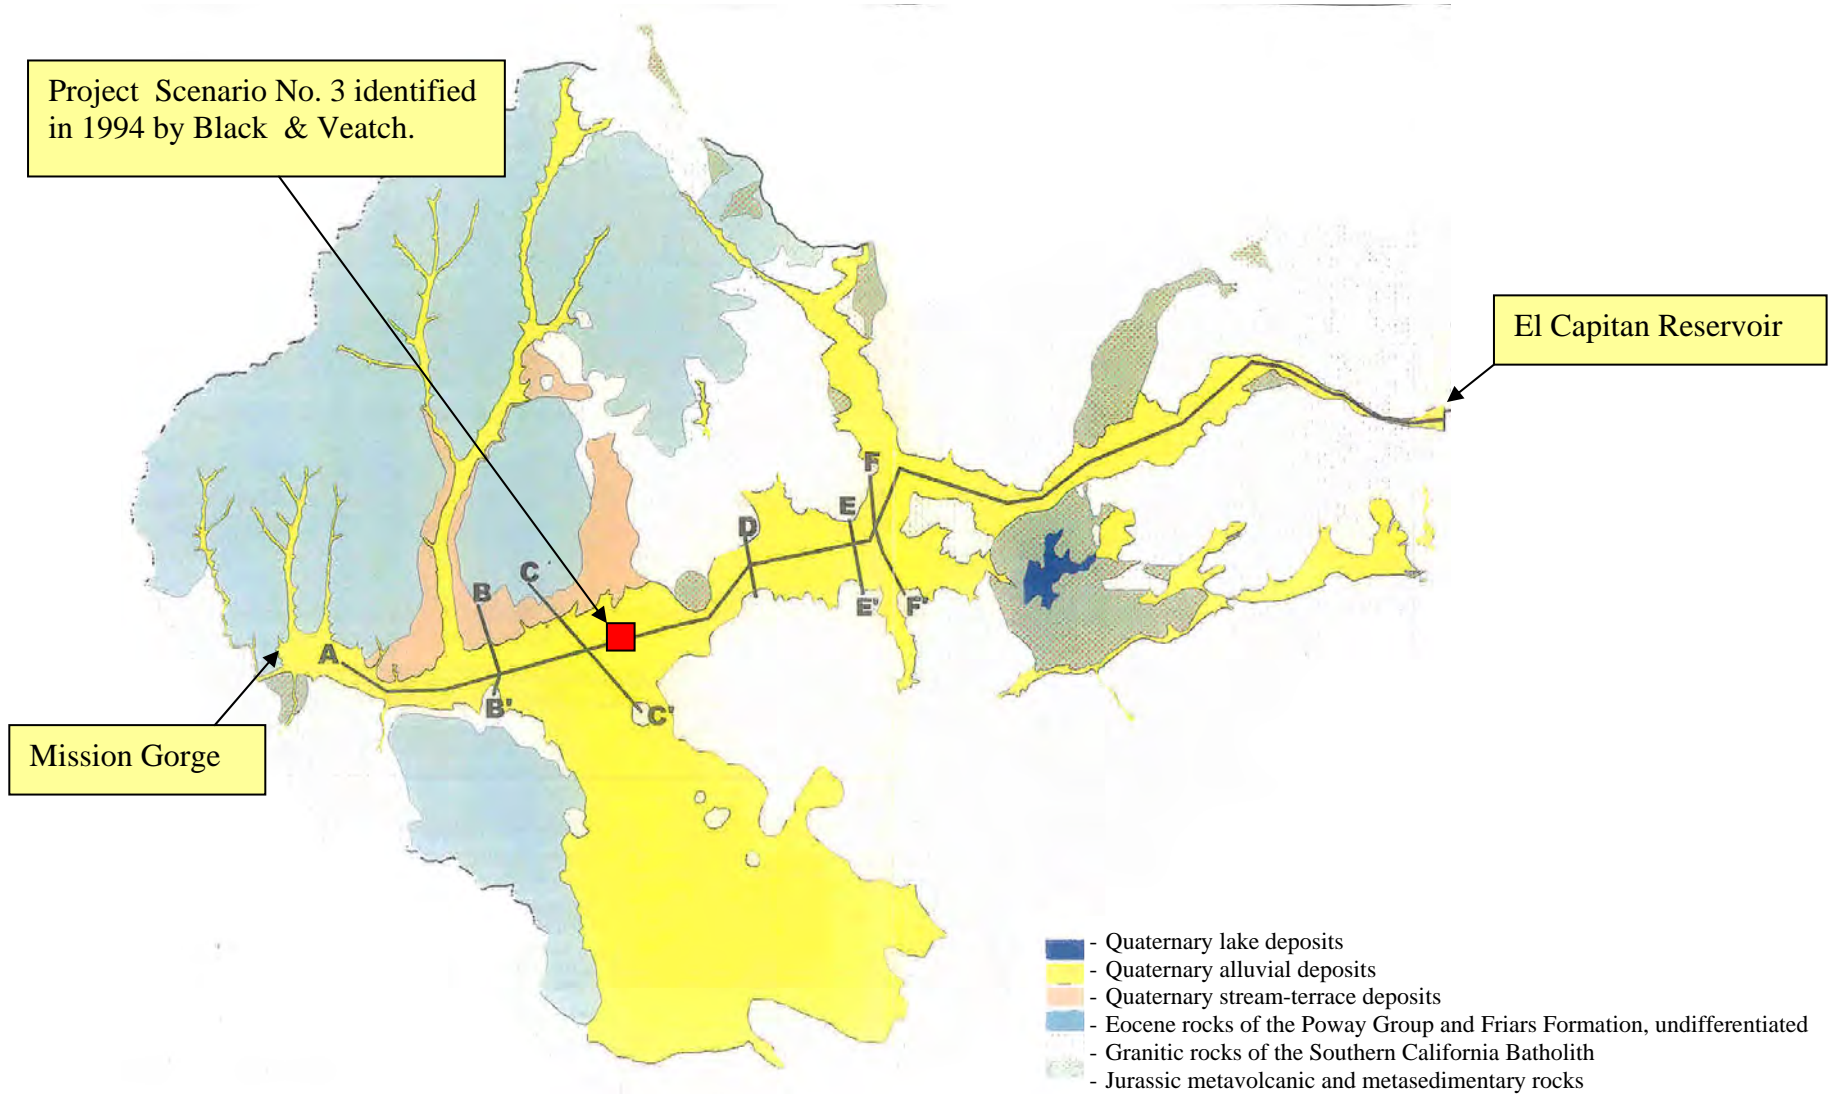 Project Scenario No. 3 identified
in 1994 by Black & Veatch.
El Capitan Reservoir
F
E
D
C
B
E'
F'
A
B'
C'
Mission Gorge
- Quaternary lake deposits
- Quaternary alluvial deposits
- Quaternary stream-terrace deposits
- Eocene rocks of the Poway Group and Friars Formation, undifferentiated
- Granitic rocks of the Southern California Batholith
- Jurassic metavolcanic and metasedimentary rocks